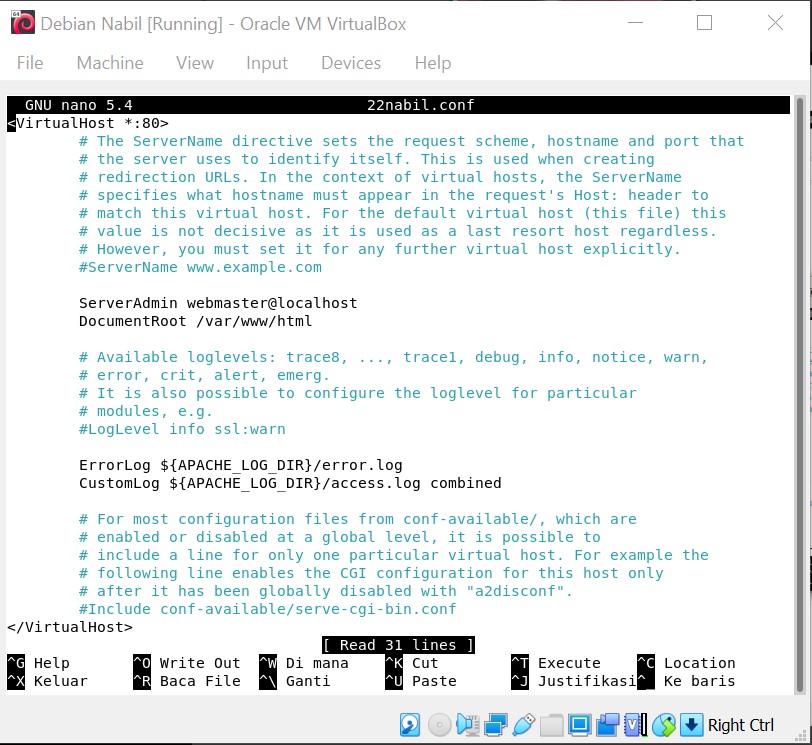 Debian Nabil [Running] - Oracle VM VirtualBox
File Machine View Input Devices Help
GNU nano 5.4 22nabil.conf
<VirtualHost *:80>
# The ServerName directive sets the request scheme, hostname and port that
# the server uses to identify itself. This is used when creating
# redirection URLs. In the context of virtual hosts, the ServerName
# specifies what hostname must appear in the request's Host: header to
# match this virtual host. For the default virtual host (this file) this
# value is not decisive as it is used as a last resort host regardless.
# However, you must set it for any further virtual host explicitly.
#ServerName www.example.com
ServerAdmin webmaster@localhost
DocumentRoot /var/www/html
# Available loglevels: trace8, ..., trace1, debug, info, notice, warn,
# error, crit, alert, emerg.
# It is also possible to configure the loglevel for particular
# modules, e.g.
#LogLevel info ssl:warn
ErrorLog ${APACHE_LOG_DIR}/error.log
CustomLog ${APACHE_LOG_DIR}/access.log combined
# For most configuration files from conf-available/, which are
# enabled or disabled at a global level, it is possible to
# include a line for only one particular virtual host. For example the
# following line enables the CGI configuration for this host only
# after it has been globally disabled with "a2disconf".
#Include conf-available/serve-cgi-bin.conf
</VirtualHost>
[ Read 31 lines ]
^G Help ^O Write Out ^W Di mana ^K Cut ^T Execute ^C Location
^X Keluar ^R Baca File ^\ Ganti ^U Paste ^J Justifikasi ^_ Ke baris
Right Ctrl